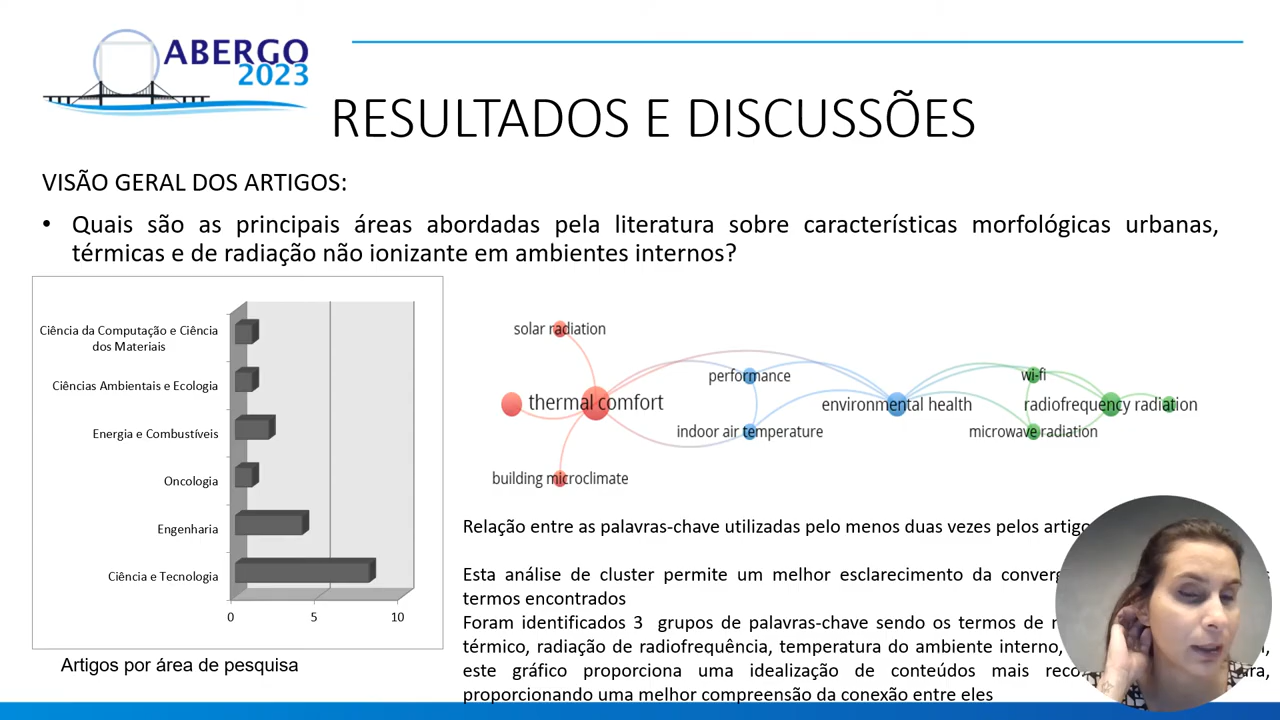 ABERGO
2023
RESULTADOS E DISCUSSÕES
VISÃO GERAL DOS ARTIGOS:
• Quais são as principais áreas abordadas pela literatura sobre características morfológicas urbanas,
térmicas e de radiação não ionizante em ambientes internos?
Ciência da Computação e Ciência
dos Materiais
Ciências Ambientais e Ecologia
Energia e Combustíveis
Oncologia
Engenharia
Ciência e Tecnologia
0 5 10
Artigos por área de pesquisa
solar radiation
thermal comfort
building microclimate
performance
indoor air temperature
environmental health
wi-fi
radiofrequency radiation
microwave radiation
Relação entre as palavras-chave utilizadas pelo menos duas vezes pelos
Esta análise de cluster permite um melhor esclarecimento da
termos encontrados
Foram identificados 3 grupos de palavras-chave sendo os termos de
térmico, radiação de radiofrequência, temperatura do ambiente interno,
este gráfico proporciona uma idealização de conteúdos mais
proporcionando uma melhor compreensão da conexão entre eles